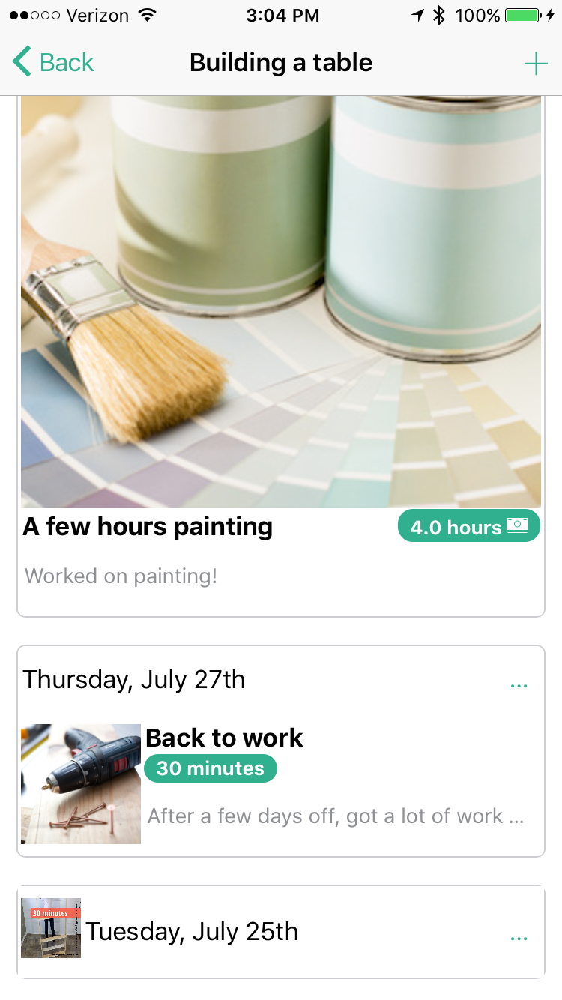 Verizon 3:04 PM 100%
Back Building a table
A few hours painting 4.0 hours
Worked on painting!
Thursday, July 27th ...
Back to work
30 minutes
After a few days off, got a lot of work ...
30 minutes
Tuesday, July 25th ...